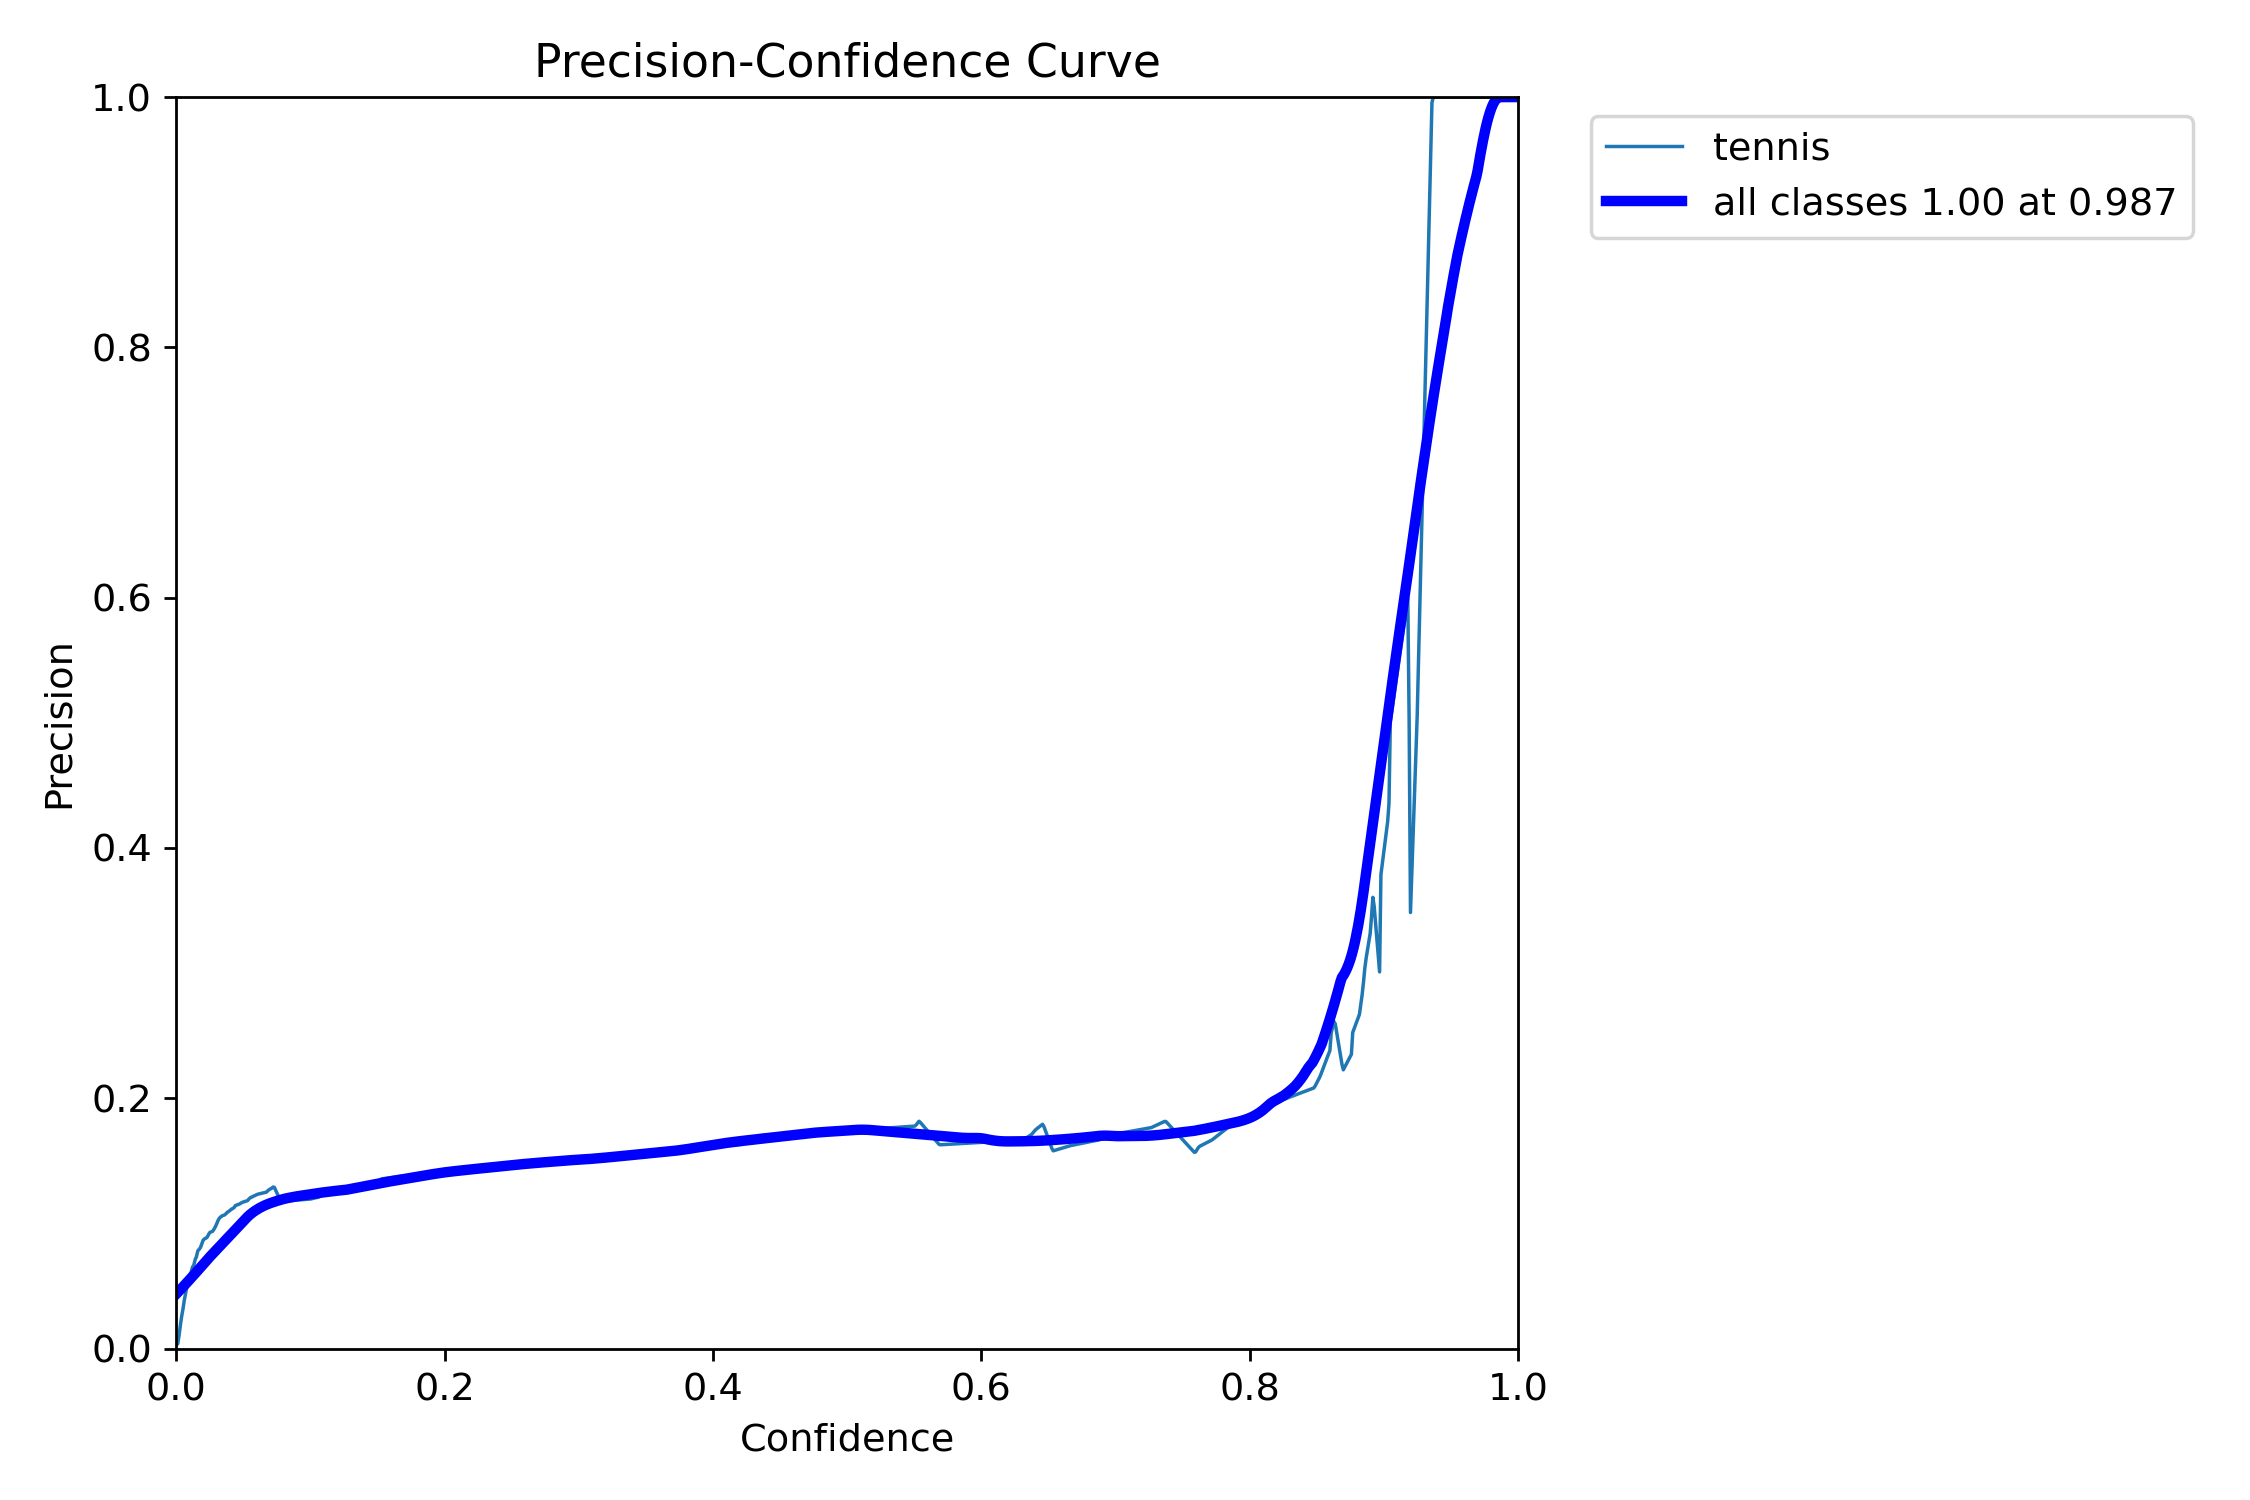 Precision-Confidence Curve
1.0
0.8
0.6
0.4
0.2
0.0
Precision
0.0 0.2 0.4 0.6 0.8 1.0
Confidence
tennis
all classes 1.00 at 0.987